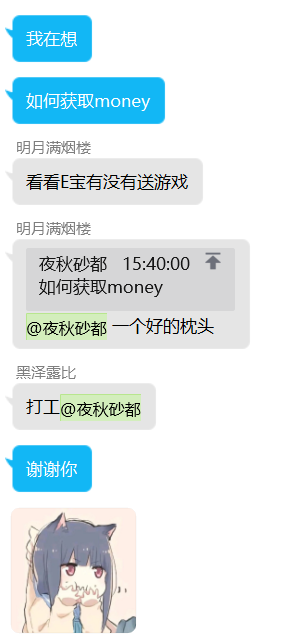 我在想
如何获取money
明月满烟楼
看看E宝有没有送游戏
明月满烟楼
夜秋砂都 15:40:00
如何获取money
@夜秋砂都 一个好的枕头
黑泽露比
打工@夜秋砂都
谢谢你